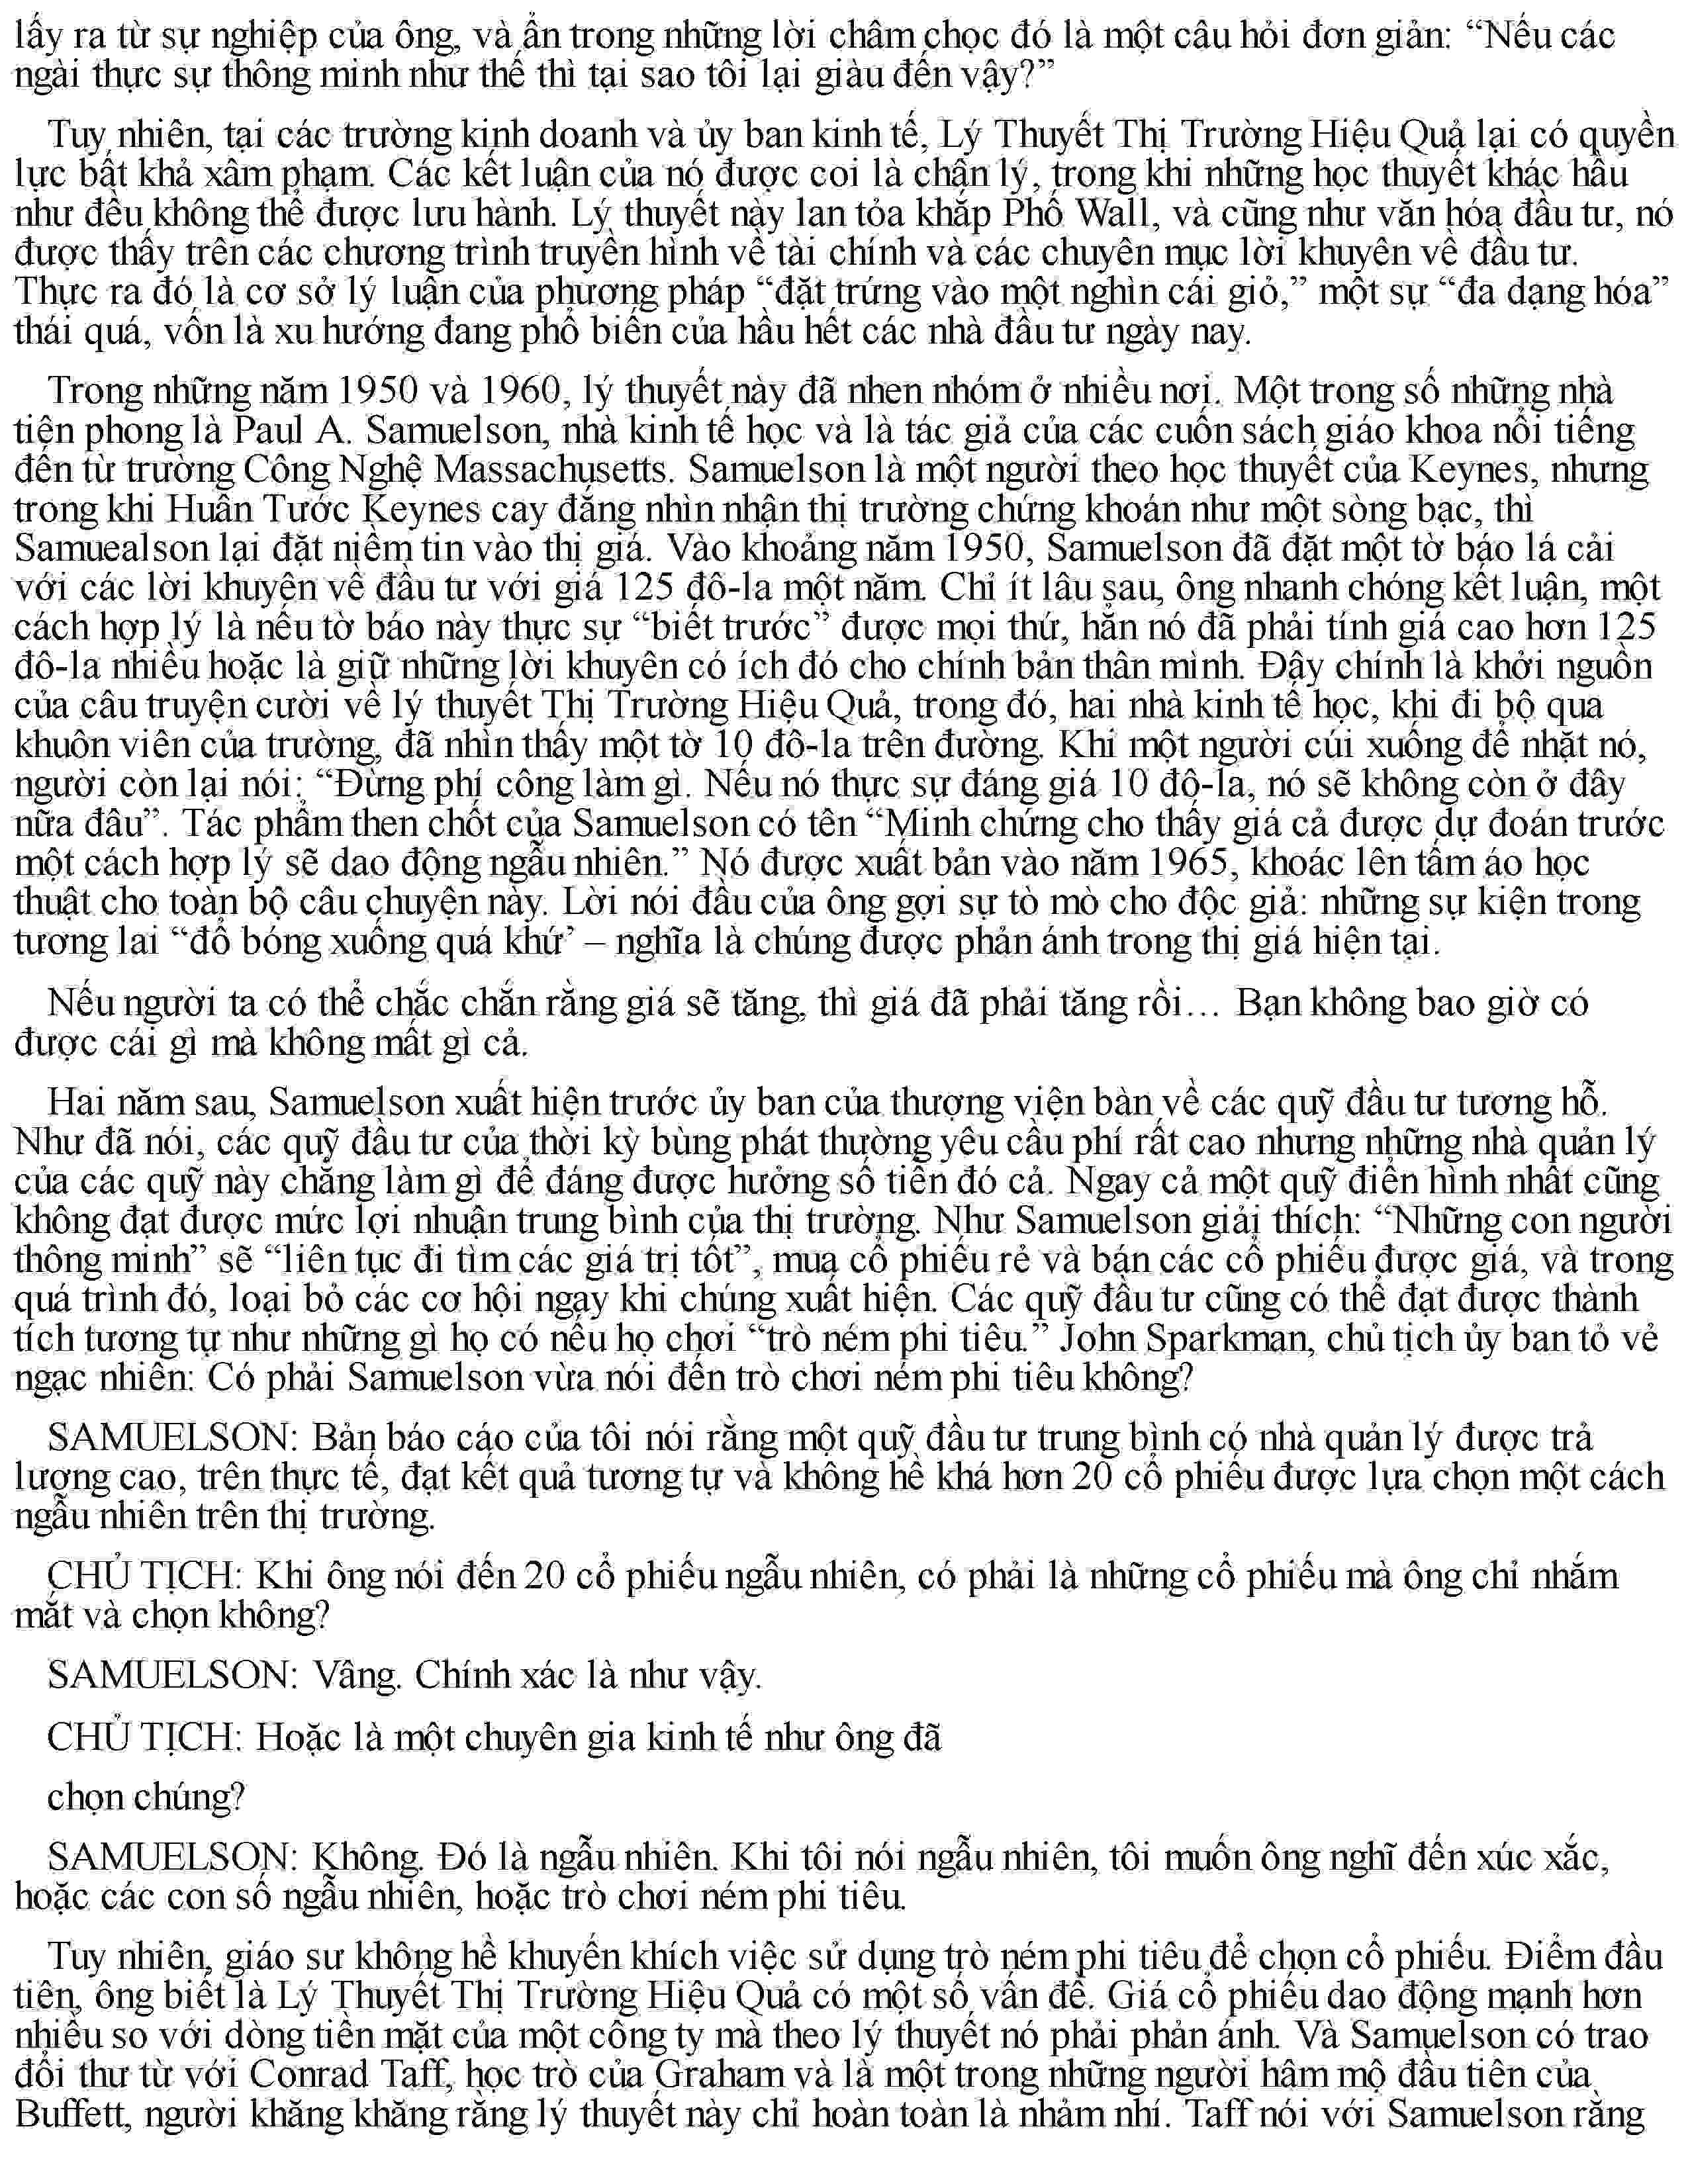 lấy ra từ sự nghiệp của ông, và ẩn trong những lời châm chọc đó là một câu hỏi đơn giản: “Nếu các
ngài thực sự thông minh như thế thì tại sao tôi lại giàu đến vậy?”
Tuy nhiên, tại các trường kinh doanh và ủy ban kinh tế, Lý Thuyết Thị Trường Hiệu Quả lại có quyền
lực bất khả xâm phạm. Các kết luận của nó được coi là chân lý, trong khi những học thuyết khác hầu
như đều không thể được lưu hành. Lý thuyết này lan tỏa khắp Phố Wall, và cũng như văn hóa đầu tư, nó
được thấy trên các chương trình truyền hình về tài chính và các chuyên mục lời khuyên về đầu tư.
Thực ra đó là cơ sở lý luận của phương pháp “đặt trứng vào một nghìn cái giỏ,” một sự “đa dạng hóa”
thái quá, vốn là xu hướng đang phổ biến của hầu hết các nhà đầu tư ngày nay.
Trong những năm 1950 và 1960, lý thuyết này đã nhen nhóm ở nhiều nơi. Một trong số những nhà
tiên phong là Paul A. Samuelson, nhà kinh tế học và là tác giả của các cuốn sách giáo khoa nổi tiếng
đến từ trường Công Nghệ Massachusetts. Samuelson là một người theo học thuyết của Keynes, nhưng
trong khi Huân Tước Keynes cay đắng nhìn nhận thị trường chứng khoán như một sòng bạc, thì
Samuealson lại đặt niềm tin vào thị giá. Vào khoảng năm 1950, Samuelson đã đặt một tờ báo lá cải
với các lời khuyên về đầu tư với giá 125 đô-la một năm. Chỉ ít lâu sau, ông nhanh chóng kết luận, một
cách hợp lý là nếu tờ báo này thực sự “biết trước” được mọi thứ, hẳn nó đã phải tính giá cao hơn 125
đô-la nhiều hoặc là giữ những lời khuyên có ích đó cho chính bản thân mình. Đây chính là khởi nguồn
của câu truyện cười về lý thuyết Thị Trường Hiệu Quả, trong đó, hai nhà kinh tế học, khi đi bộ qua
khuôn viên của trường, đã nhìn thấy một tờ 10 đô-la trên đường. Khi một người cúi xuống để nhặt nó,
người còn lại nói: “Đừng phí công làm gì. Nếu nó thực sự đáng giá 10 đô-la, nó sẽ không còn ở đây
nữa đâu”. Tác phẩm then chốt của Samuelson có tên “Minh chứng cho thấy giá cả được dự đoán trước
một cách hợp lý sẽ dao động ngẫu nhiên.” Nó được xuất bản vào năm 1965, khoác lên tấm áo học
thuật cho toàn bộ câu chuyện này. Lời nói đầu của ông gợi sự tò mò cho độc giả: những sự kiện trong
tương lai “đổ bóng xuống quá khứ’ – nghĩa là chúng được phản ánh trong thị giá hiện tại.
Nếu người ta có thể chắc chắn rằng giá sẽ tăng, thì giá đã phải tăng rồi… Bạn không bao giờ có
được cái gì mà không mất gì cả.
Hai năm sau, Samuelson xuất hiện trước ủy ban của thượng viện bàn về các quỹ đầu tư tương hỗ.
Như đã nói, các quỹ đầu tư của thời kỳ bùng phát thường yêu cầu phí rất cao nhưng những nhà quản lý
của các quỹ này chẳng làm gì để đáng được hưởng số tiền đó cả. Ngay cả một quỹ điển hình nhất cũng
không đạt được mức lợi nhuận trung bình của thị trường. Như Samuelson giải thích: “Những con người
thông minh” sẽ “liên tục đi tìm các giá trị tốt”, mua cổ phiếu rẻ và bán các cổ phiếu được giá, và trong
quá trình đó, loại bỏ các cơ hội ngay khi chúng xuất hiện. Các quỹ đầu tư cũng có thể đạt được thành
tích tương tự như những gì họ có nếu họ chơi “trò ném phi tiêu.” John Sparkman, chủ tịch ủy ban tỏ vẻ
ngạc nhiên: Có phải Samuelson vừa nói đến trò chơi ném phi tiêu không?
SAMUELSON: Bản báo cáo của tôi nói rằng một quỹ đầu tư trung bình có nhà quản lý được trả
lương cao, trên thực tế, đạt kết quả tương tự và không hề khá hơn 20 cổ phiếu được lựa chọn một cách
ngẫu nhiên trên thị trường.
CHỦ TỊCH: Khi ông nói đến 20 cổ phiếu ngẫu nhiên, có phải là những cổ phiếu mà ông chỉ nhắm
mắt và chọn không?
SAMUELSON: Vâng. Chính xác là như vậy.
CHỦ TỊCH: Hoặc là một chuyên gia kinh tế như ông đã
chọn chúng?
SAMUELSON: Không. Đó là ngẫu nhiên. Khi tôi nói ngẫu nhiên, tôi muốn ông nghĩ đến xúc xắc,
hoặc các con số ngẫu nhiên, hoặc trò chơi ném phi tiêu.
Tuy nhiên, giáo sư không hề khuyến khích việc sử dụng trò ném phi tiêu để chọn cổ phiếu. Điểm đầu
tiên, ông biết là Lý Thuyết Thị Trường Hiệu Quả có một số vấn đề. Giá cổ phiếu dao động mạnh hơn
nhiều so với dòng tiền mặt của một công ty mà theo lý thuyết nó phải phản ánh. Và Samuelson có trao
đổi thư từ với Conrad Taff, học trò của Graham và là một trong những người hâm mộ đầu tiên của
Buffett, người khăng khăng rằng lý thuyết này chỉ hoàn toàn là nhảm nhí. Taff nói với Samuelson rằng